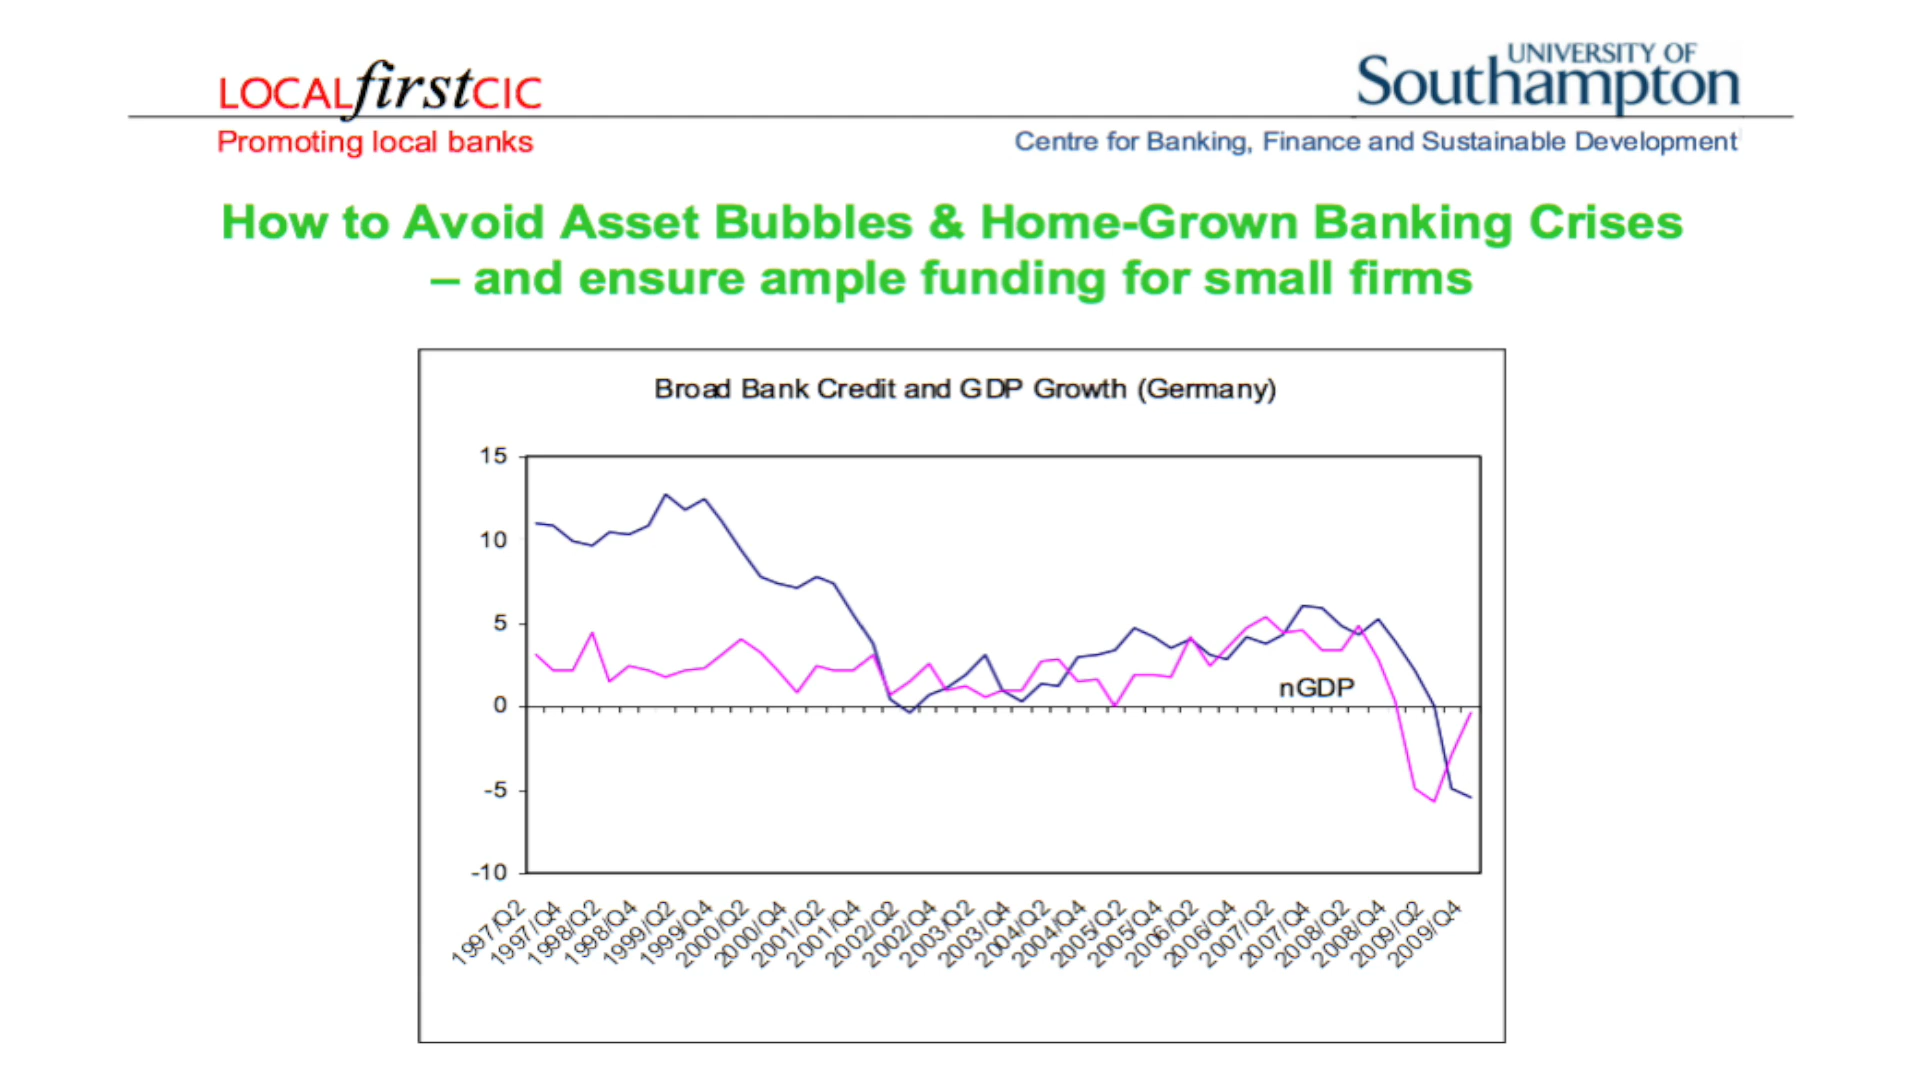 LOCALfirstCIC
Promoting local banks
UNIVERSITY OF
Southampton
Centre for Banking, Finance and Sustainable Development
How to Avoid Asset Bubbles & Home-Grown Banking Crises
– and ensure ample funding for small firms
Broad Bank Credit and GDP Growth (Germany)
15
10
5
0
-5
-10
nGDP
1997/Q2
1997/Q4
1998/Q2
1998/Q4
1999/Q2
1999/Q4
2000/Q2
2000/Q4
2001/Q2
2001/Q4
2002/Q2
2002/Q4
2003/Q2
2003/Q4
2004/Q2
2004/Q4
2005/Q2
2005/Q4
2006/Q2
2006/Q4
2007/Q2
2007/Q4
2008/Q2
2008/Q4
2009/Q2
2009/Q4